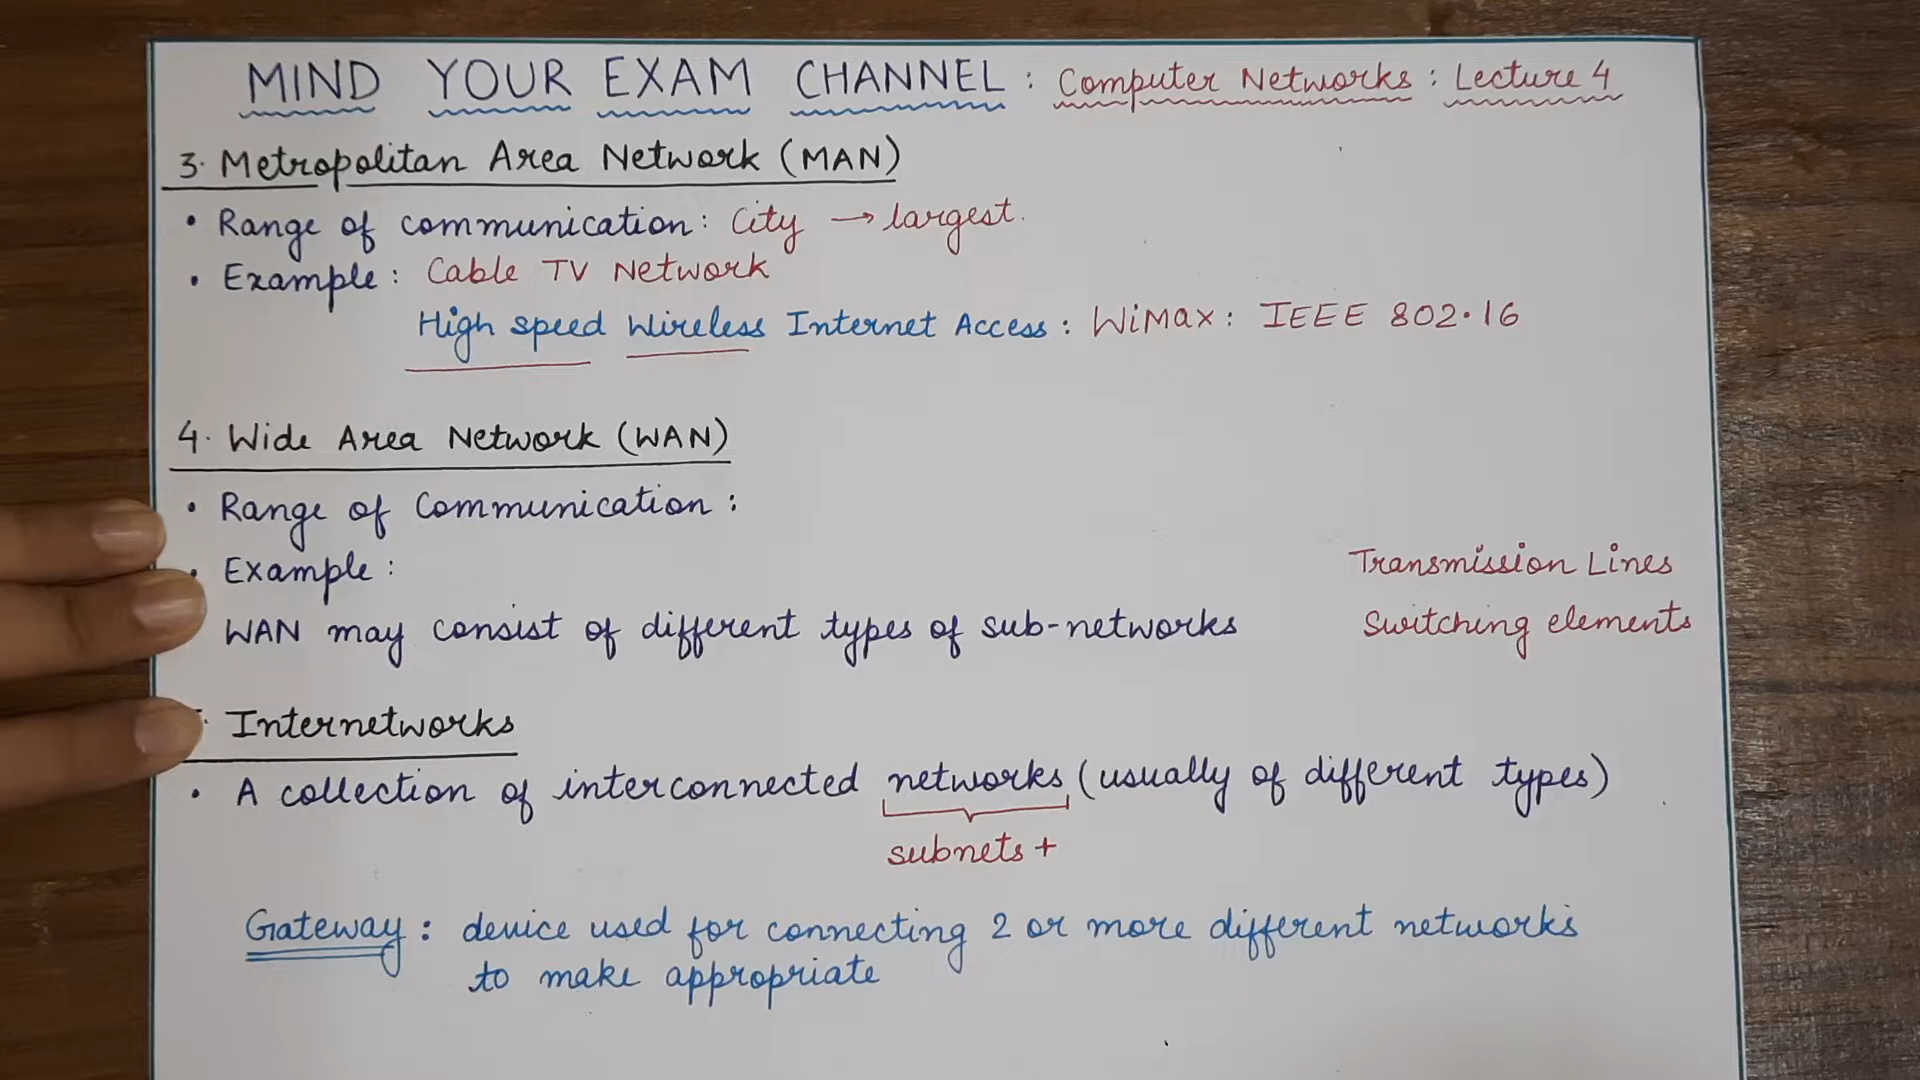 MIND YOUR EXAM CHANNEL : Computer Networks : Lecture 4
3. Metropolitan Area Network (MAN)
• Range of communication : City → largest.
• Example : Cable TV Network
High speed Wireless Internet Access : WiMax : IEEE 802.16
4. Wide Area Network (WAN)
• Range of Communication :
• Example :
WAN may consist of different types of sub-networks
Transmission Lines
Switching elements
Internetworks
• A collection of interconnected networks (usually of different types)
subnets +
Gateway : device used for connecting 2 or more different networks
to make appropriate